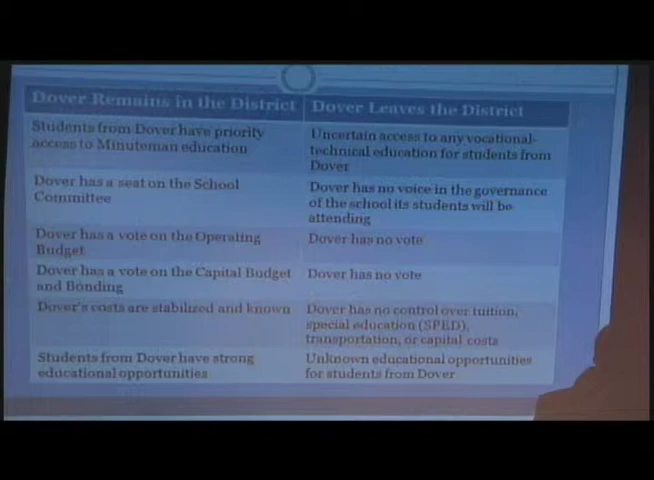 Dover Remains in the District
Dover Leaves the District
Students from Dover have priority
access to Minuteman education
Uncertain access to any vocational-
technical education for students from
Dover
Dover has a seat on the School
Committee
Dover has no voice in the governance
of the school its students will be
attending
Dover has a vote on the Operating
Budget
Dover has no vote
Dover has a vote on the Capital Budget
and Bonding
Dover has no vote
Dover's costs are stabilized and known
Dover has no control over tuition,
special education (SPED),
transportation, or capital costs
Students from Dover have strong
educational opportunities
Unknown educational opportunities
for students from Dover